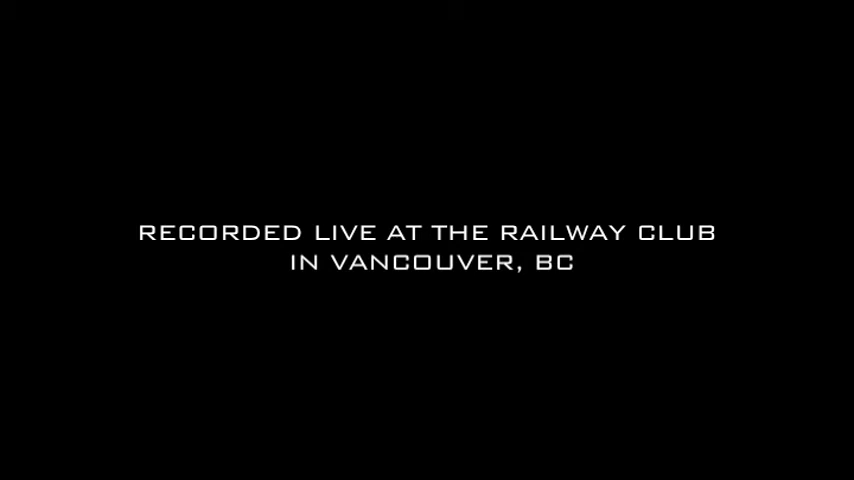 RECORDED LIVE AT THE RAILWAY CLUB
IN VANCOUVER, BC